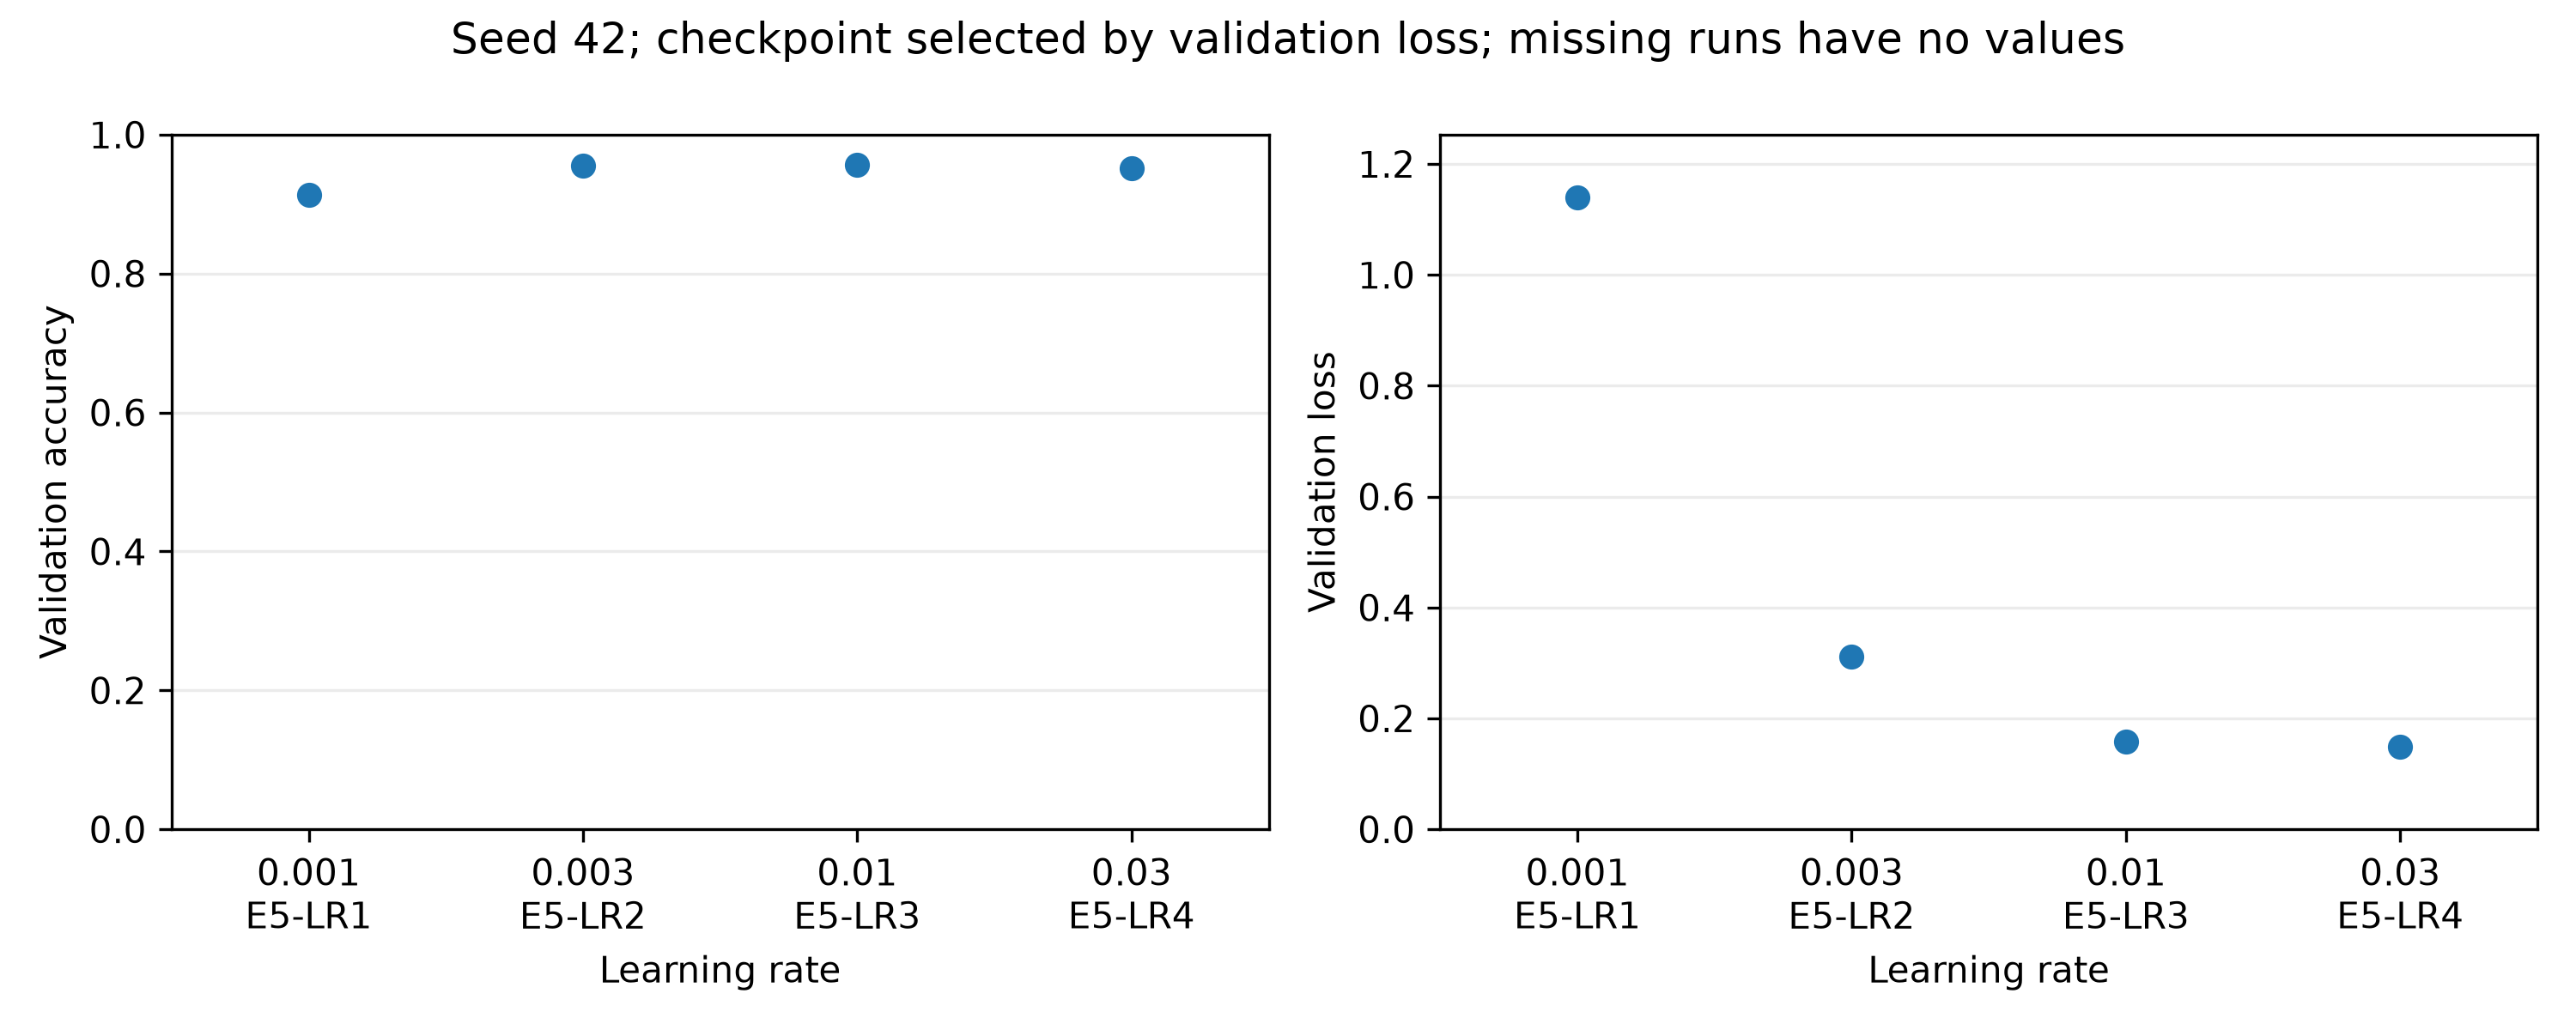 Seed 42; checkpoint selected by validation loss; missing runs have no values
Validation accuracy
1.0
0.8
0.6
0.4
0.2
0.0
0.001
E5-LR1
0.003
E5-LR2
0.01
E5-LR3
0.03
E5-LR4
Learning rate
Validation loss
1.2
1.0
0.8
0.6
0.4
0.2
0.0
0.001
E5-LR1
0.003
E5-LR2
0.01
E5-LR3
0.03
E5-LR4
Learning rate